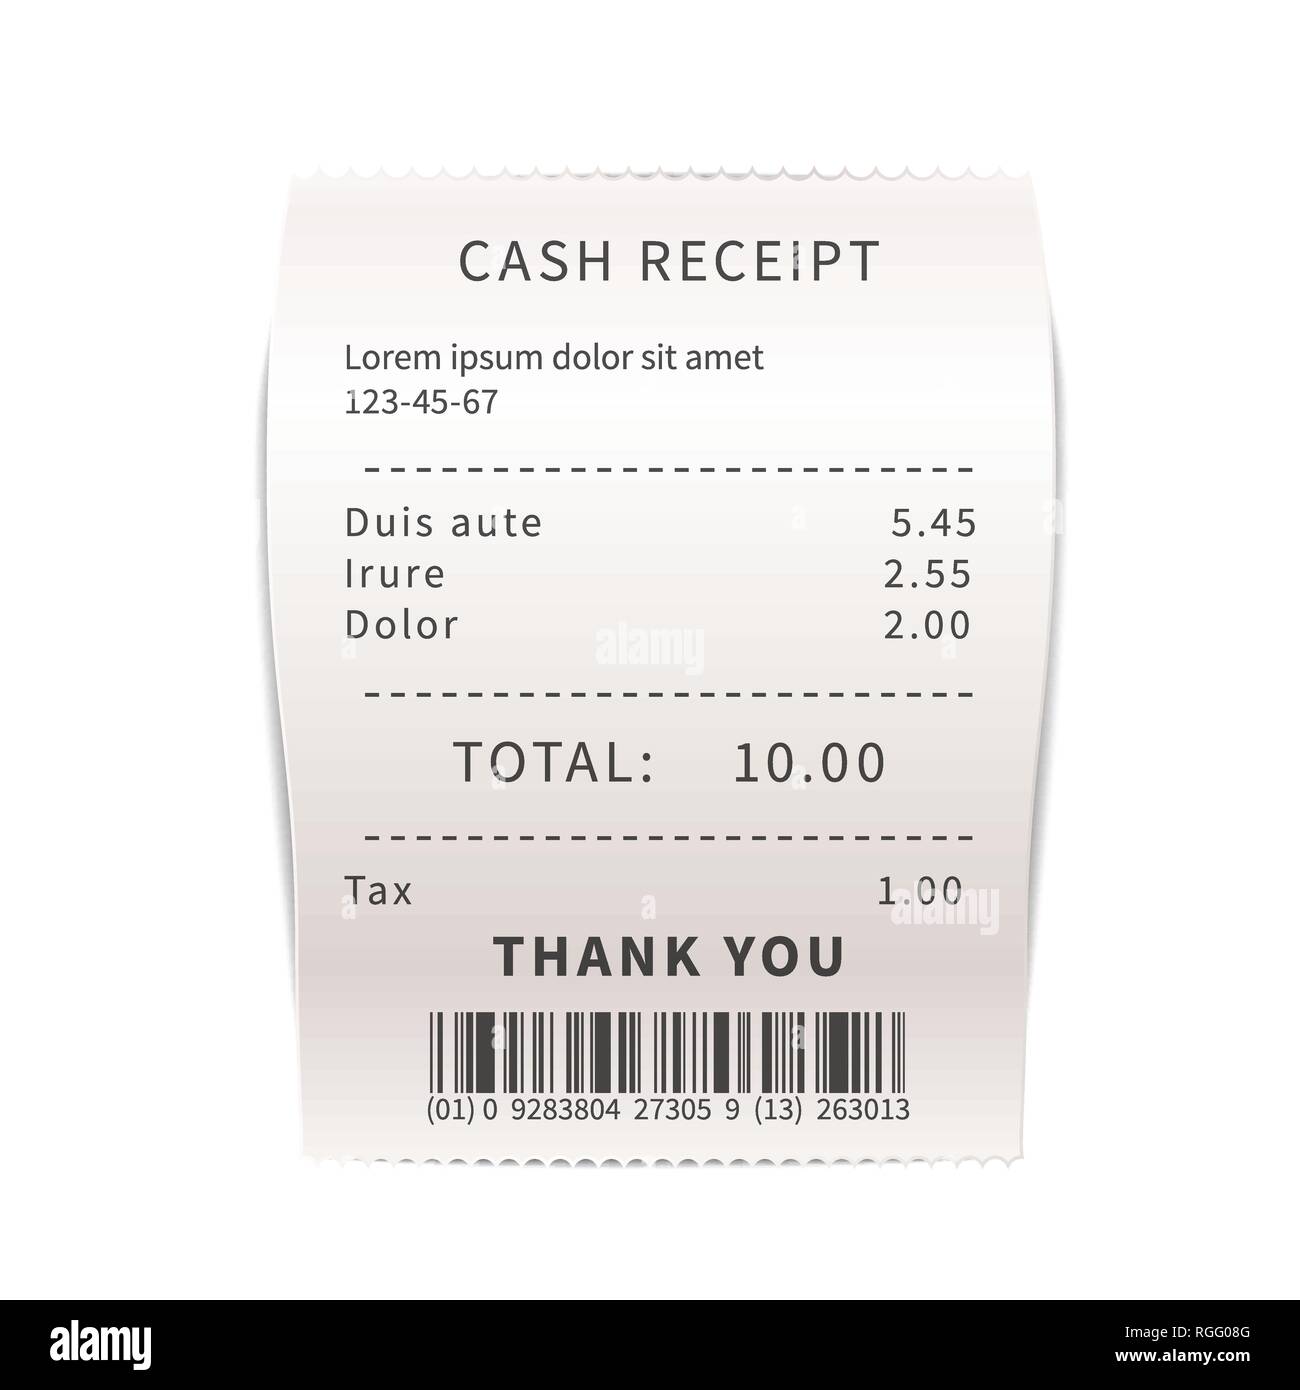 CASH RECEIPT
Lorem ipsum dolor sit amet
123-45-67
Duis aute 5.45
Irure 2.55
Dolor 2.00
TOTAL: 10.00
Tax 1.00
THANK YOU
(01) 0 9283804 27305 9 (13) 263013
alamy
alamy
alamy
Image ID: RGG08G
www.alamy.com